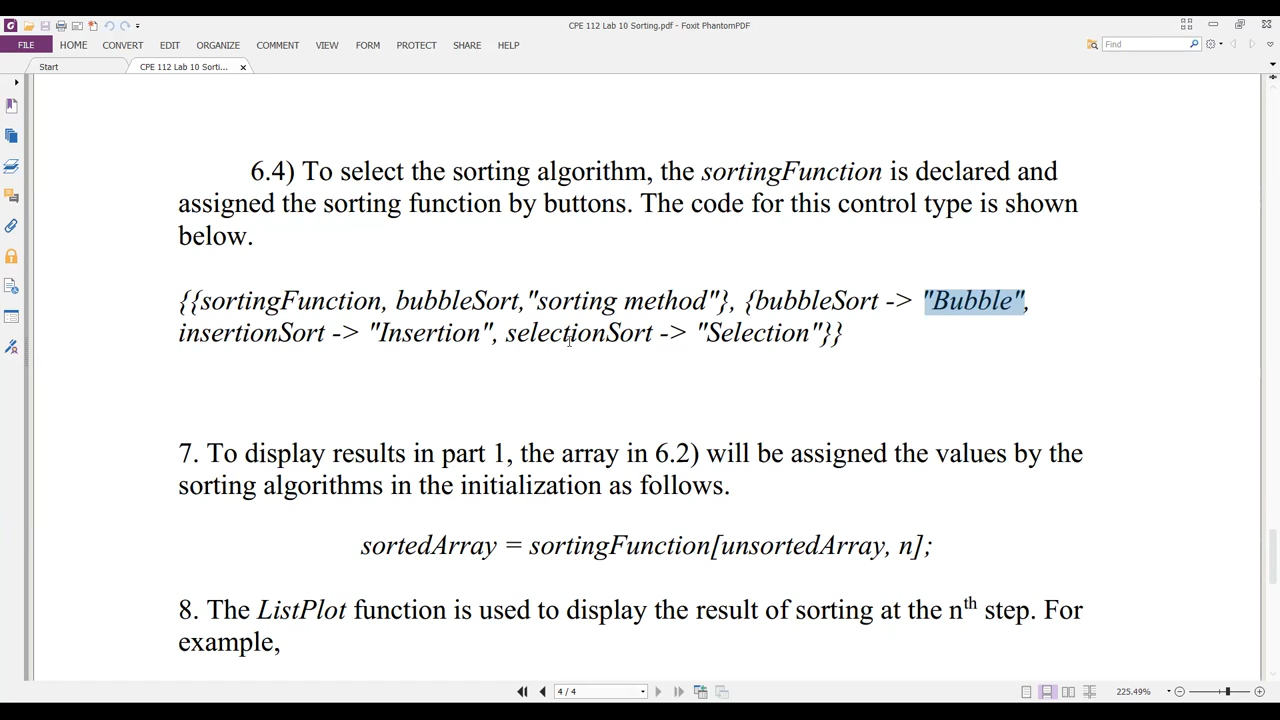 CPE 112 Lab 10 Sorting.pdf - Foxit PhantomPDF
FILE HOME CONVERT EDIT ORGANIZE COMMENT VIEW FORM PROTECT SHARE HELP
Find
Start
CPE 112 Lab 10 Sorti...
6.4) To select the sorting algorithm, the sortingFunction is declared and
assigned the sorting function by buttons. The code for this control type is shown
below.
{{sortingFunction, bubbleSort,"sorting method"}, {bubbleSort -> "Bubble",
insertionSort -> "Insertion", selectionSort -> "Selection"}}
7. To display results in part 1, the array in 6.2) will be assigned the values by the
sorting algorithms in the initialization as follows.
sortedArray = sortingFunction[unsortedArray, n];
8. The ListPlot function is used to display the result of sorting at the nth step. For
example,
4 / 4
225.49%